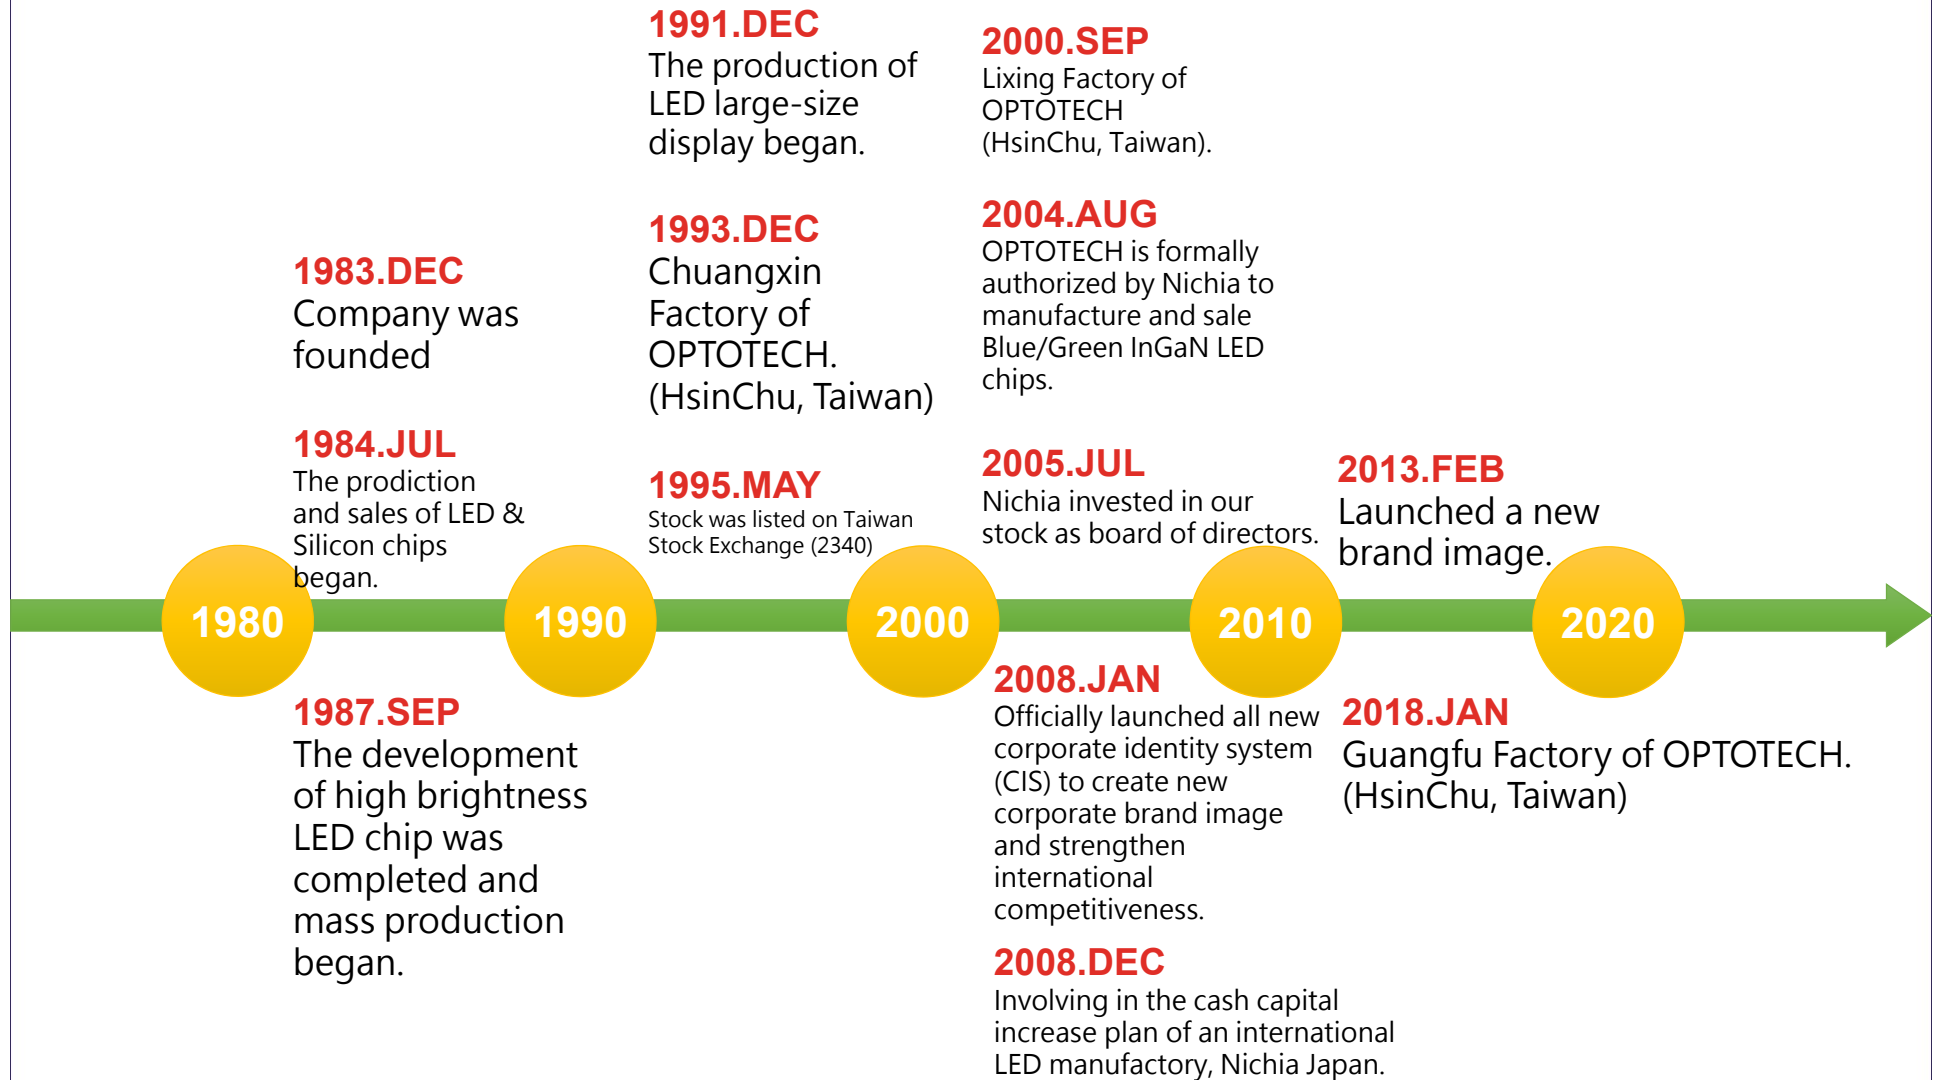 1983.DEC
Company was
founded
1984.JUL
The prodiction
and sales of LED &
Silicon chips
began.
1987.SEP
The development
of high brightness
LED chip was
completed and
mass production
began.
1991.DEC
The production of
LED large-size
display began.
1993.DEC
Chuangxin
Factory of
OPTOTECH.
(HsinChu, Taiwan)
1995.MAY
Stock was listed on Taiwan
Stock Exchange (2340)
2000.SEP
Lixing Factory of
OPTOTECH
(HsinChu, Taiwan).
2004.AUG
OPTOTECH is formally
authorized by Nichia to
manufacture and sale
Blue/Green InGaN LED
chips.
2005.JUL
Nichia invested in our
stock as board of directors.
2008.JAN
Officially launched all new
corporate identity system
(CIS) to create new
corporate brand image
and strengthen
international
competitiveness.
2008.DEC
Involving in the cash capital
increase plan of an international
LED manufactory, Nichia Japan.
2013.FEB
Launched a new
brand image.
2018.JAN
Guangfu Factory of OPTOTECH.
(HsinChu, Taiwan)
1980
1990
2000
2010
2020